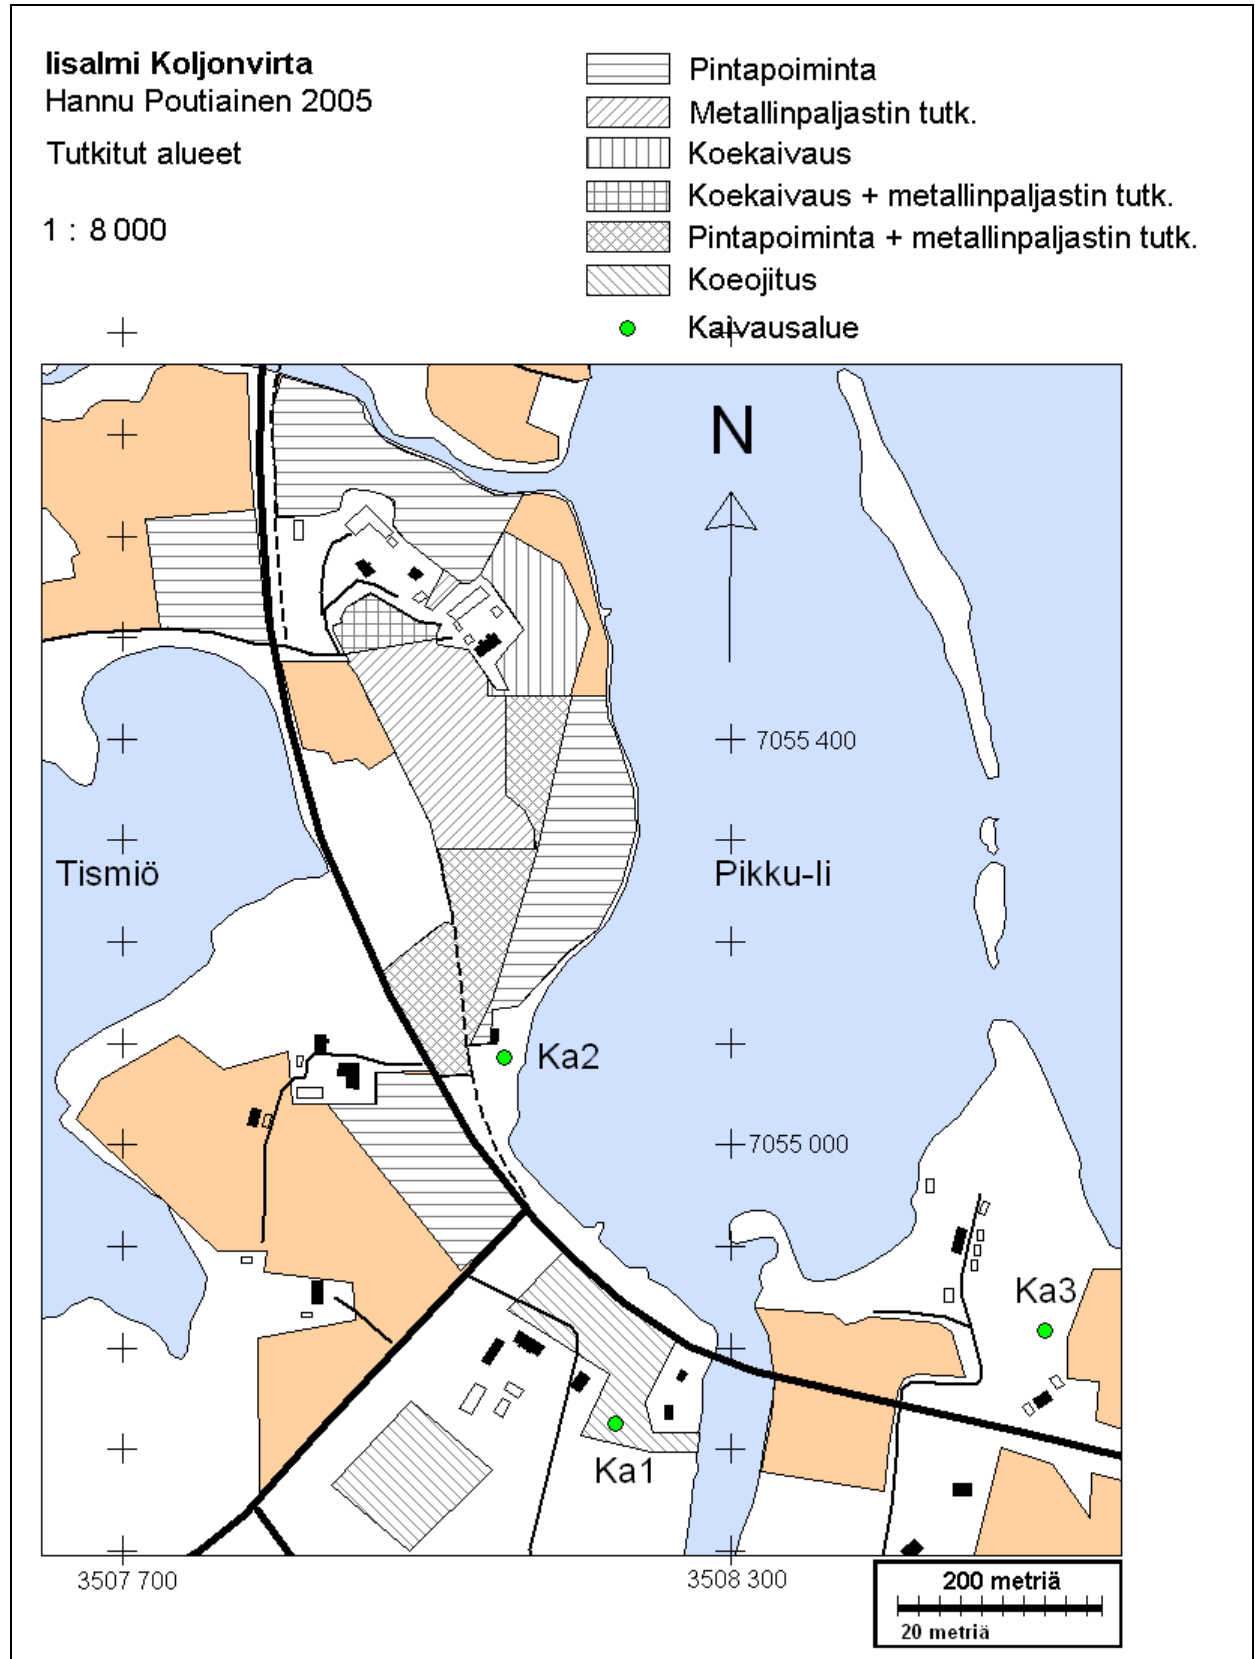 Iisalmi Koljonvirta
Hannu Poutiainen 2005
Tutkitut alueet
1 : 8 000
Pintapoiminta
Metallinpaljastin tutk.
Koekaivaus
Koekaivaus + metallinpaljastin tutk.
Pintapoiminta + metallinpaljastin tutk.
Koeojitus
Kaivausalue
N
7055 400
Tismiö
Pikku-Ii
Ka2
7055 000
Ka3
Ka1
3507 700
3508 300
200 metriä
20 metriä